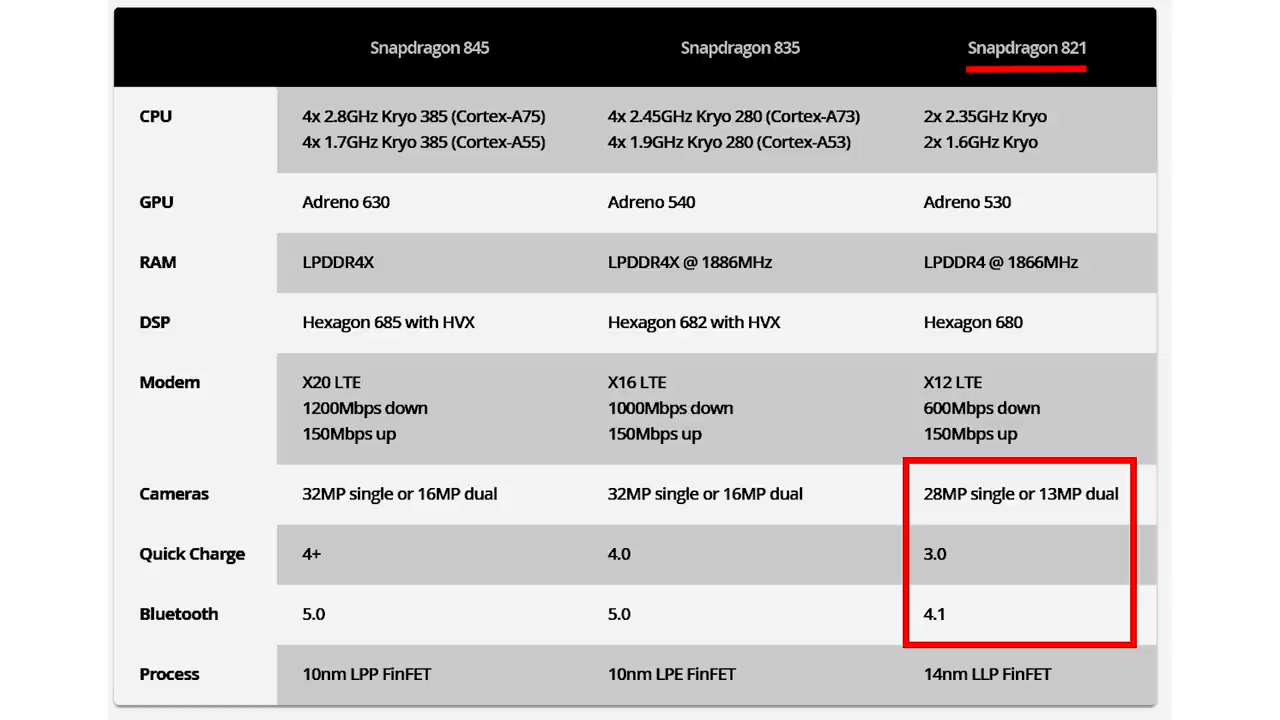 Snapdragon 845 Snapdragon 835 Snapdragon 821
CPU 4x 2.8GHz Kryo 385 (Cortex-A75) 4x 2.45GHz Kryo 280 (Cortex-A73) 2x 2.35GHz Kryo
4x 1.7GHz Kryo 385 (Cortex-A55) 4x 1.9GHz Kryo 280 (Cortex-A53) 2x 1.6GHz Kryo
GPU Adreno 630 Adreno 540 Adreno 530
RAM LPDDR4X LPDDR4X @ 1886MHz LPDDR4 @ 1866MHz
DSP Hexagon 685 with HVX Hexagon 682 with HVX Hexagon 680
Modem X20 LTE X16 LTE X12 LTE
1200Mbps down 1000Mbps down 600Mbps down
150Mbps up 150Mbps up 150Mbps up
Cameras 32MP single or 16MP dual 32MP single or 16MP dual 28MP single or 13MP dual
Quick Charge 4+ 4.0 3.0
Bluetooth 5.0 5.0 4.1
Process 10nm LPP FinFET 10nm LPE FinFET 14nm LLP FinFET